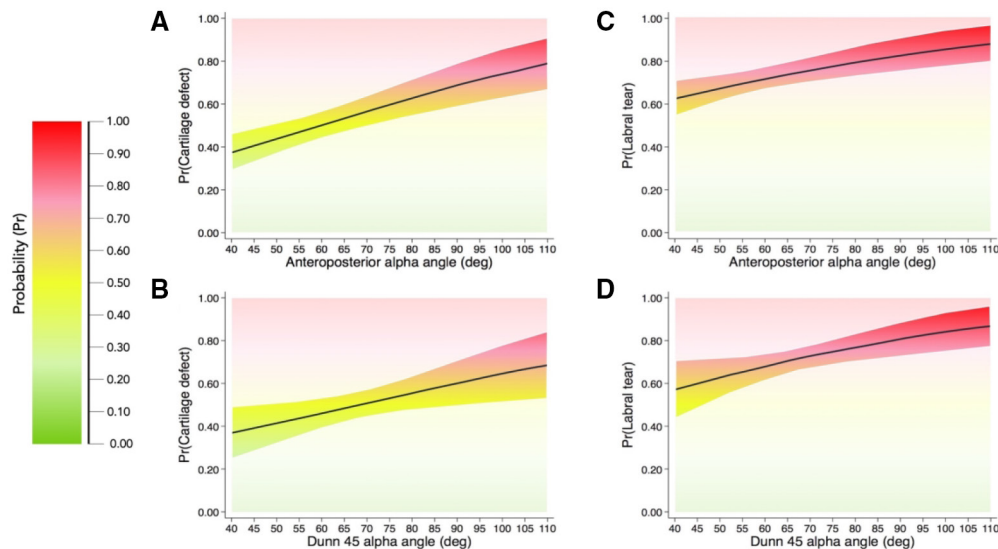 A
Pr(Cartilage defect)
1.00
0.80
0.60
0.40
0.20
0.00
40 45 50 55 60 65 70 75 80 85 90 95 100 105 110
Anteroposterior alpha angle (deg)
C
Pr(Labral tear)
1.00
0.80
0.60
0.40
0.20
0.00
40 45 50 55 60 65 70 75 80 85 90 95 100 105 110
Anteroposterior alpha angle (deg)
Probability (Pr)
1.00
0.90
0.80
0.70
0.60
0.50
0.40
0.30
0.20
0.10
0.00
B
Pr(Cartilage defect)
1.00
0.80
0.60
0.40
0.20
0.00
40 45 50 55 60 65 70 75 80 85 90 95 100 105 110
Dunn 45 alpha angle (deg)
D
Pr(Labral tear)
1.00
0.80
0.60
0.40
0.20
0.00
40 45 50 55 60 65 70 75 80 85 90 95 100 105 110
Dunn 45 alpha angle (deg)